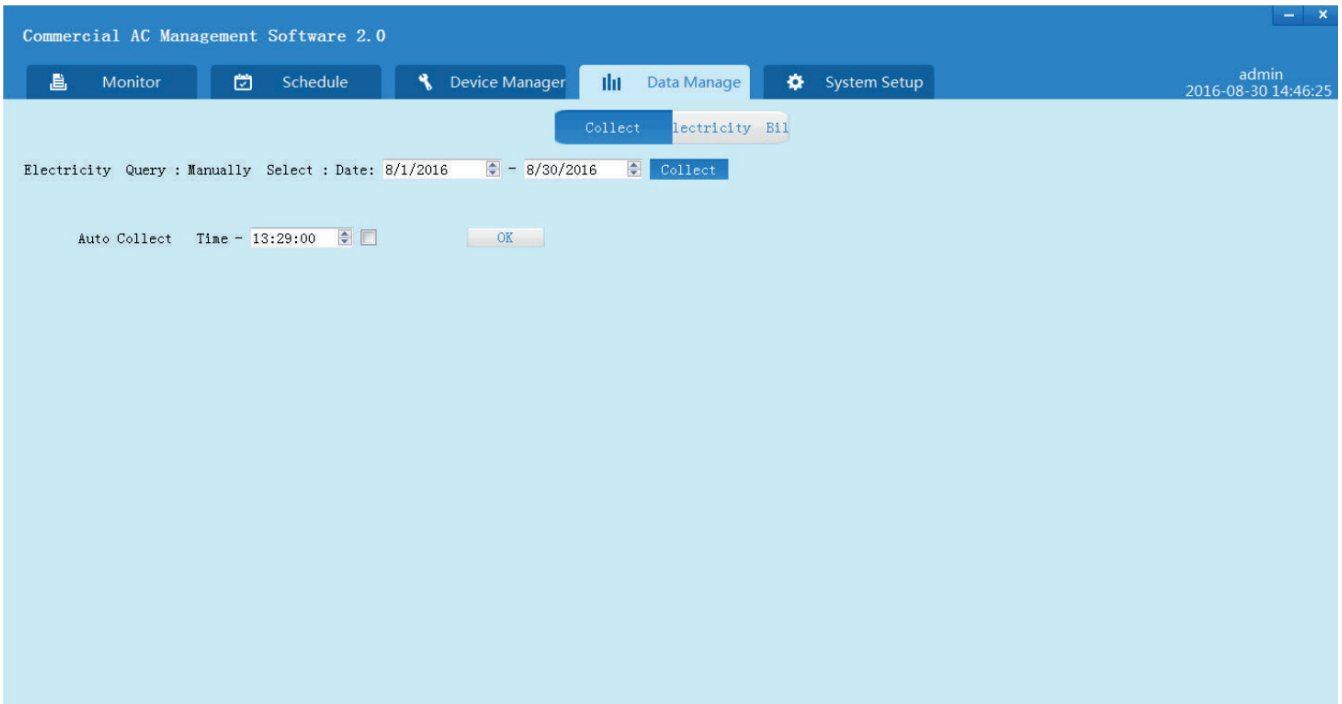 Commercial AC Management Software 2.0
Monitor Schedule Device Manager Data Manage System Setup
admin
2016-08-30 14:46:25
Collect lectricity Bil
Electricity Query : Manually Select : Date: 8/1/2016 - 8/30/2016 Collect
Auto Collect Time - 13:29:00 OK